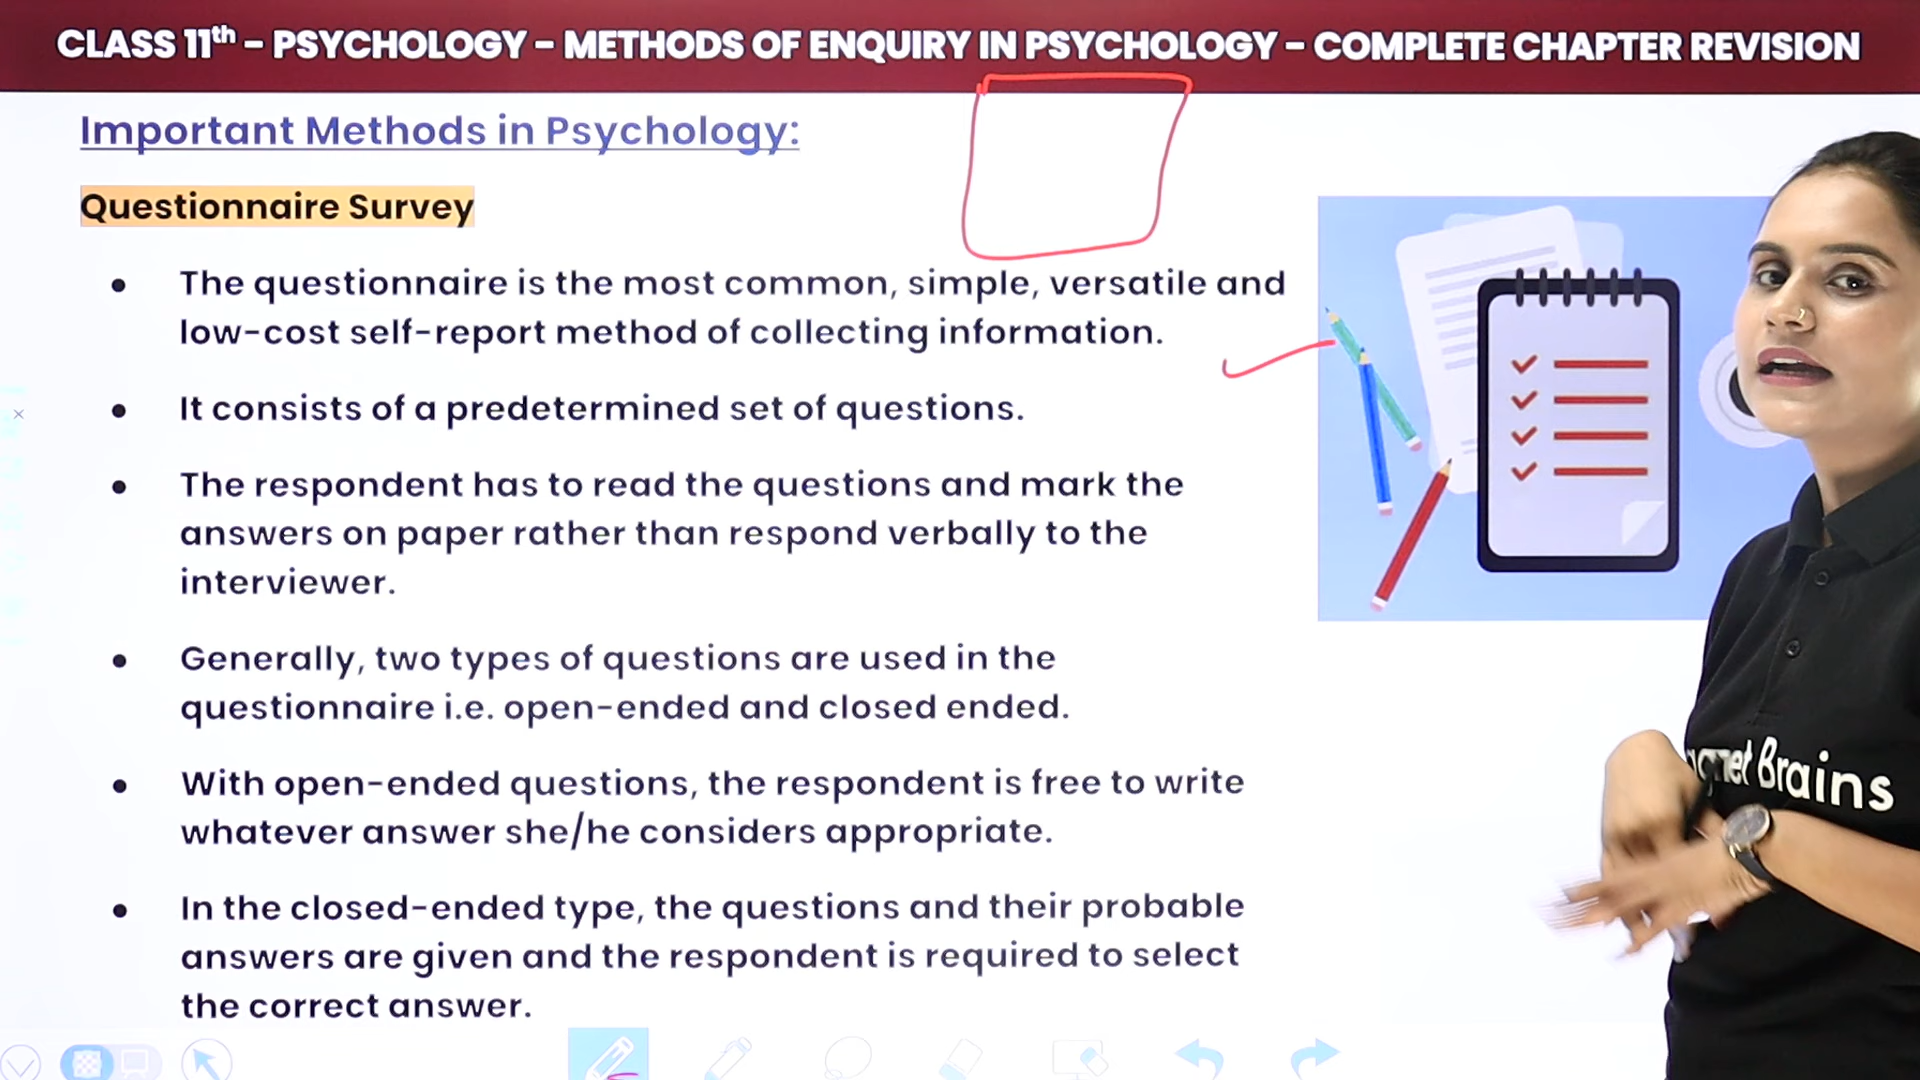 CLASS 11th – PSYCHOLOGY – METHODS OF ENQUIRY IN PSYCHOLOGY – COMPLETE CHAPTER REVISION
Important Methods in Psychology:
Questionnaire Survey
• The questionnaire is the most common, simple, versatile and
low-cost self-report method of collecting information.
• It consists of a predetermined set of questions.
• The respondent has to read the questions and mark the
answers on paper rather than respond verbally to the
interviewer.
• Generally, two types of questions are used in the
questionnaire i.e. open-ended and closed ended.
• With open-ended questions, the respondent is free to write
whatever answer she/he considers appropriate.
• In the closed-ended type, the questions and their probable
answers are given and the respondent is required to select
the correct answer.
Brains